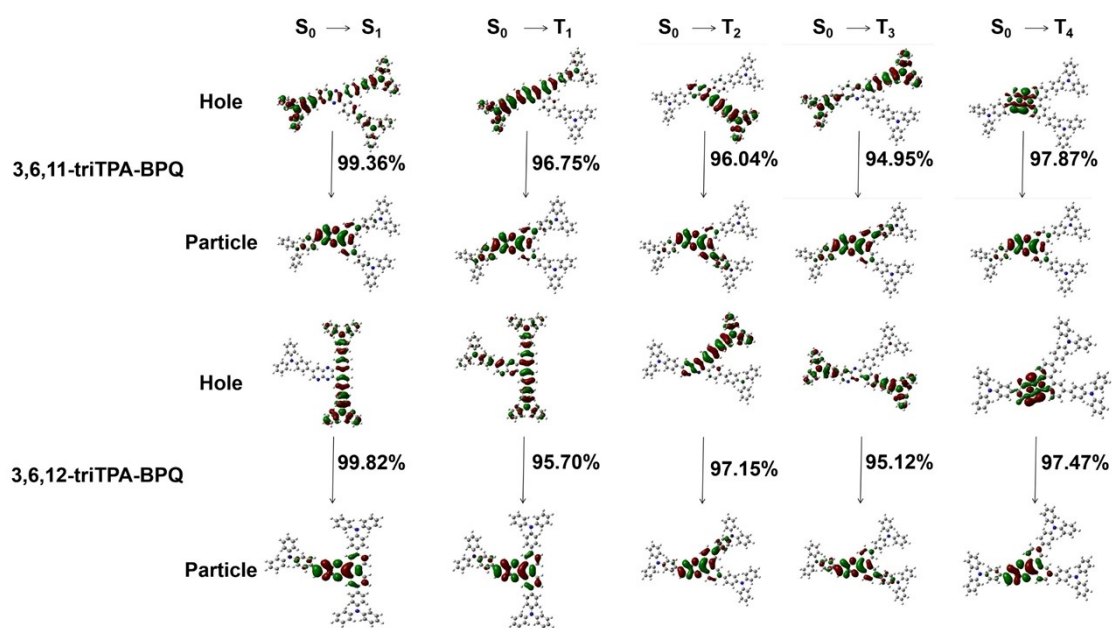 S₀ → S₁ S₀ → T₁ S₀ → T₂ S₀ → T₃ S₀ → T₄
Hole
3,6,11-triTPA-BPQ 99.36% 96.75% 96.04% 94.95% 97.87%
Particle
Hole
3,6,12-triTPA-BPQ 99.82% 95.70% 97.15% 95.12% 97.47%
Particle